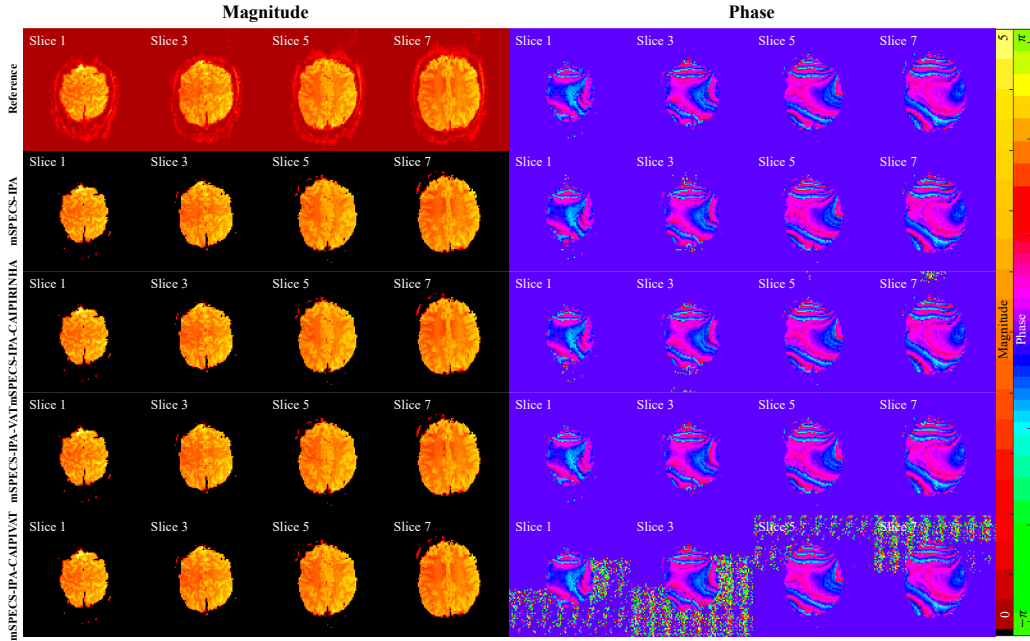 Magnitude
Phase
Reference
Slice 1
Slice 3
Slice 5
Slice 7
Slice 1
Slice 3
Slice 5
Slice 7
mSPECS-IPA
Slice 1
Slice 3
Slice 5
Slice 7
Slice 1
Slice 3
Slice 5
Slice 7
mSPECS-IPA-CAIPIRINHA
Slice 1
Slice 3
Slice 5
Slice 7
Slice 1
Slice 3
Slice 5
Slice 7
mSPECS-IPA-VAT
Slice 1
Slice 3
Slice 5
Slice 7
Slice 1
Slice 3
Slice 5
Slice 7
mSPECS-IPA-CAIPIVAT
Slice 1
Slice 3
Slice 5
Slice 7
Slice 1
Slice 3
Slice 5
Slice 7
5
Magnitude
0
π
Phase
−π